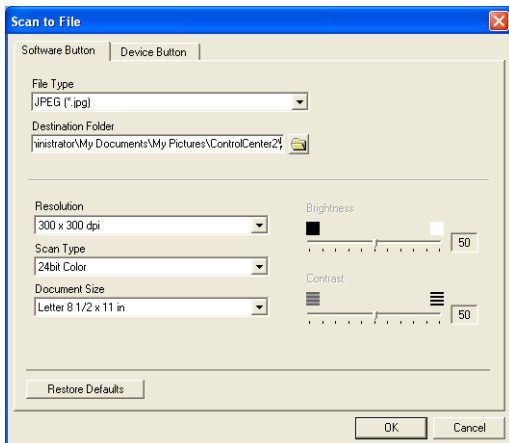 Scan to File
Software Button
Device Button
File Type
JPEG (*.jpg)
Destination Folder
inistrator\My Documents\My Pictures\ControlCenter2\
Resolution
300 x 300 dpi
Scan Type
24bit Color
Document Size
Letter 8 1/2 x 11 in
Brightness
50
Contrast
50
Restore Defaults
OK
Cancel